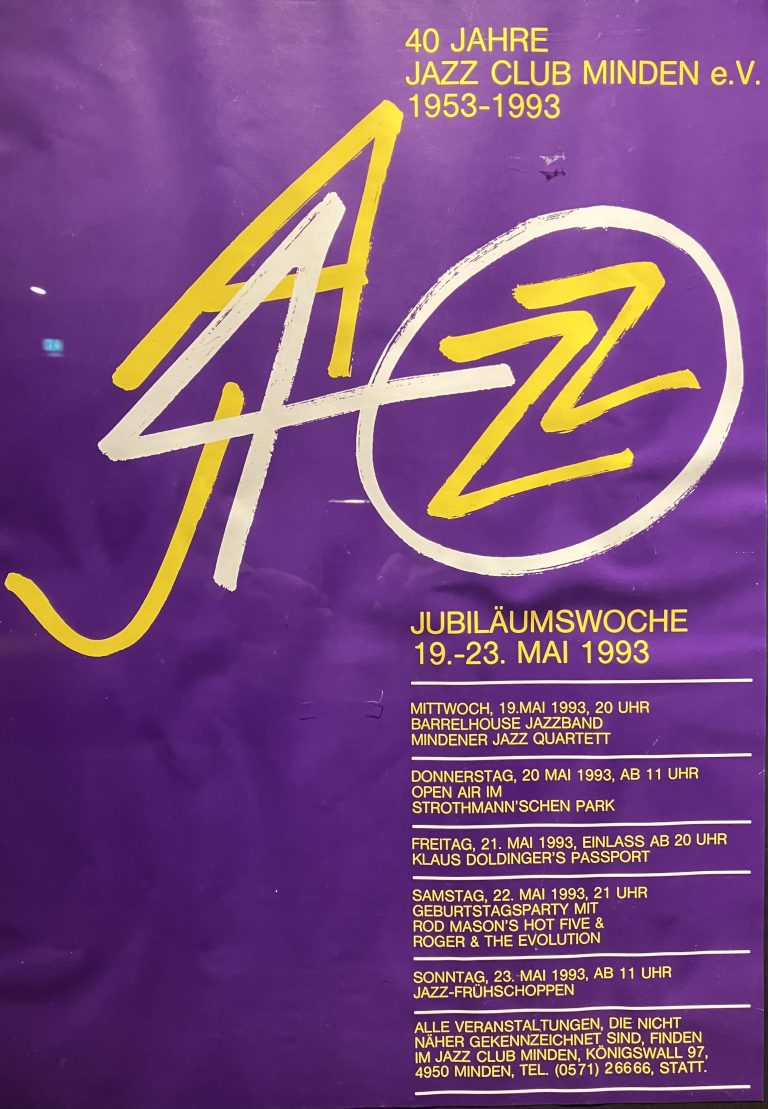 40 JAHRE
JAZZ CLUB MINDEN e.V.
1953-1993
JAZZ
40
JUBILÄUMSWOCHE
19.-23. MAI 1993
MITTWOCH, 19.MAI 1993, 20 UHR
BARRELHOUSE JAZZBAND
MINDENER JAZZ QUARTETT
DONNERSTAG, 20 MAI 1993, AB 11 UHR
OPEN AIR IM
STROTHMANN'SCHEN PARK
FREITAG, 21. MAI 1993, EINLASS AB 20 UHR
KLAUS DOLDINGER'S PASSPORT
SAMSTAG, 22. MAI 1993, 21 UHR
GEBURTSTAGSPARTY MIT
ROD MASON'S HOT FIVE &
ROGER & THE EVOLUTION
SONNTAG, 23. MAI 1993, AB 11 UHR
JAZZ-FRÜHSCHOPPEN
ALLE VERANSTALTUNGEN, DIE NICHT
NÄHER GEKENNZEICHNET SIND, FINDEN
IM JAZZ CLUB MINDEN, KÖNIGSWALL 97,
4950 MINDEN, TEL. (0571) 26666, STATT.